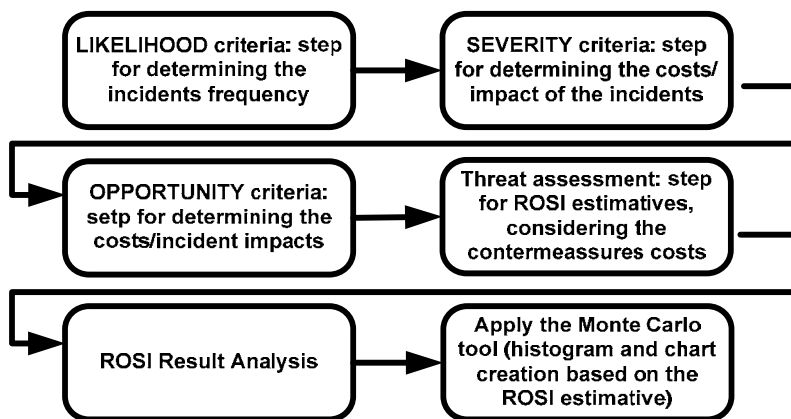 LIKELIHOOD criteria: step
for determining the
incidents frequency
SEVERITY criteria: step
for determining the costs/
impact of the incidents
OPPORTUNITY criteria:
setp for determining the
costs/incident impacts
Threat assessment: step
for ROSI estimatives,
considering the
contermeassures costs
ROSI Result Analysis
Apply the Monte Carlo
tool (histogram and chart
creation based on the
ROSI estimative)